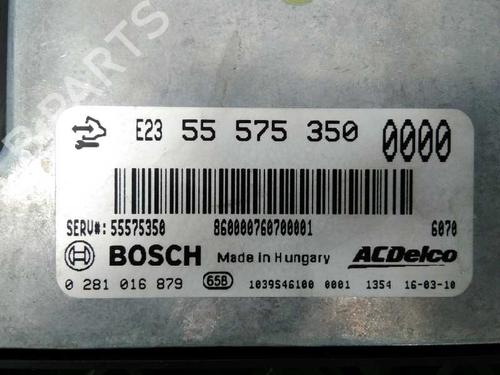 E23 55 575 350 0000
SERV#: 55575350 860000760700001 6070
BOSCH Made in Hungary ACDelco
0 281 016 879 658 1039S46100 0001 1354 16-03-10